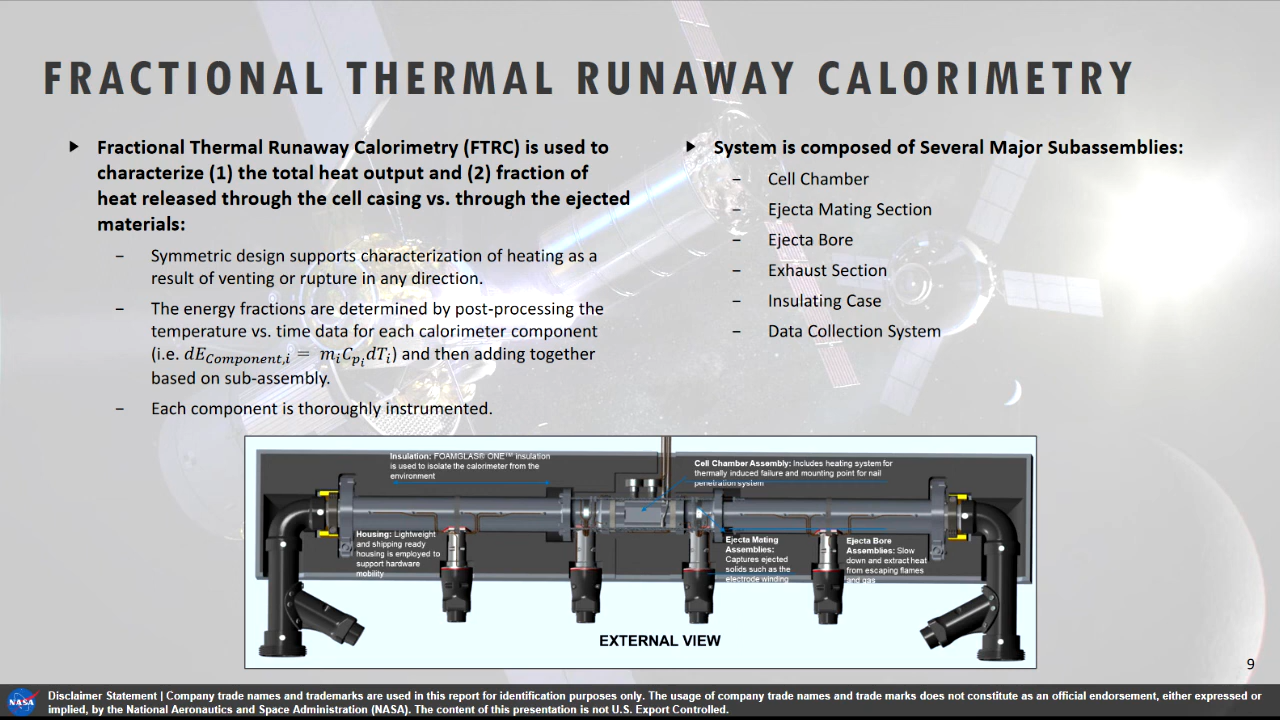 FRACTIONAL THERMAL RUNAWAY CALORIMETRY
Fractional Thermal Runaway Calorimetry (FTRC) is used to
characterize (1) the total heat output and (2) fraction of
heat released through the cell casing vs. through the ejected
materials:
– Symmetric design supports characterization of heating as a
result of venting or rupture in any direction.
– The energy fractions are determined by post-processing the
temperature vs. time data for each calorimeter component
(i.e. dE_Component,i = m_i C_p_i dT_i) and then adding together
based on sub-assembly.
– Each component is thoroughly instrumented.
System is composed of Several Major Subassemblies:
– Cell Chamber
– Ejecta Mating Section
– Ejecta Bore
– Exhaust Section
– Insulating Case
– Data Collection System
Insulation: FOAMGLAS® ONE™ insulation
is used to isolate the calorimeter from the
environment
Cell Chamber Assembly: Includes heating system for
thermally induced failure and mounting point for nail
penetration system
Housing: Lightweight
and shipping ready
housing is employed to
support hardware
mobility
Ejecta Mating
Assemblies:
Captures ejected
solids such as the
electrode winding
Ejecta Bore
Assemblies: Slow
down and extract heat
from escaping flames
and gas
EXTERNAL VIEW
9
NASA
Disclaimer Statement | Company trade names and trademarks are used in this report for identification purposes only. The usage of company trade names and trade marks does not constitute as an official endorsement, either expressed or
implied, by the National Aeronautics and Space Administration (NASA). The content of this presentation is not U.S. Export Controlled.